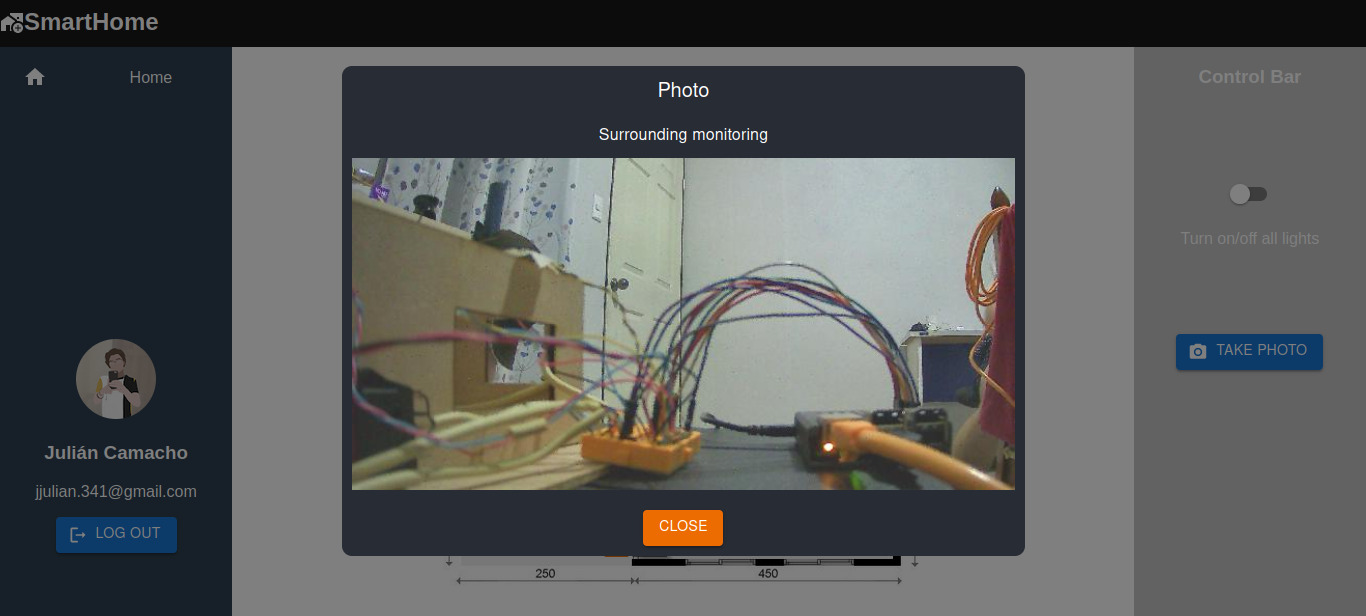 SmartHome
Home
Julián Camacho
jjulian.341@gmail.com
LOG OUT
Photo
Surrounding monitoring
CLOSE
250
450
Control Bar
Turn on/off all lights
TAKE PHOTO